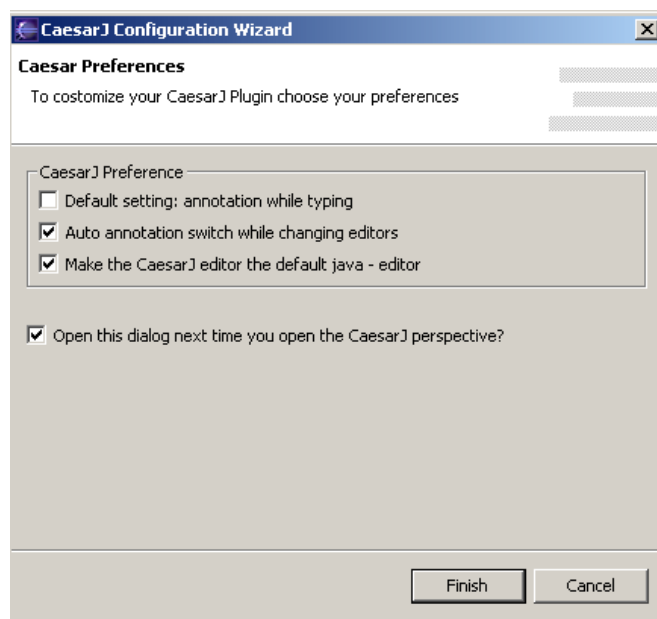 CaesarJ Configuration Wizard
Caesar Preferences
To costomize your CaesarJ Plugin choose your preferences
CaesarJ Preference
Default setting: annotation while typing
Auto annotation switch while changing editors
Make the CaesarJ editor the default java - editor
Open this dialog next time you open the CaesarJ perspective?
Finish Cancel